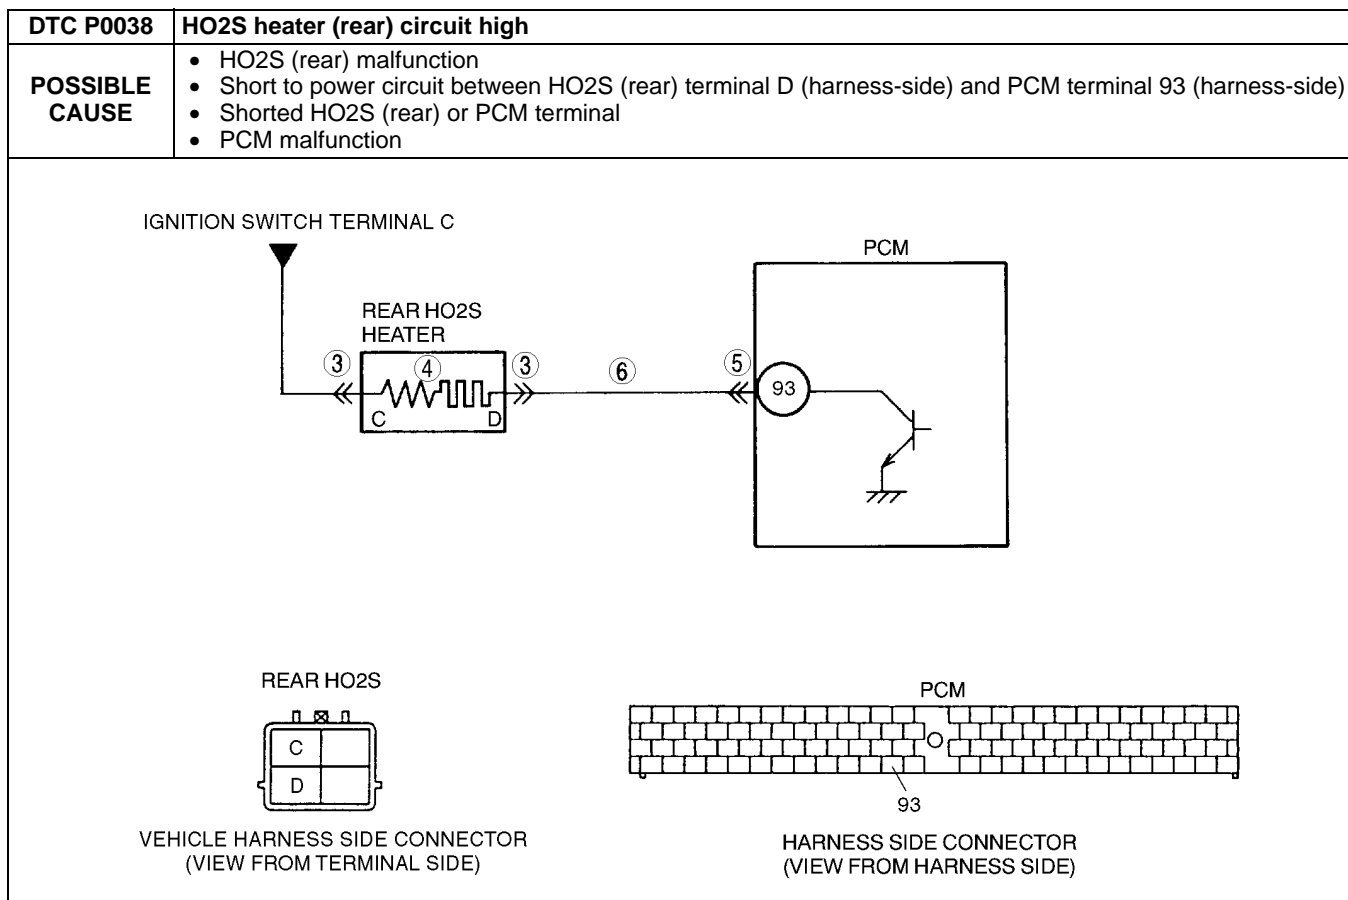 DTC P0038 HO2S heater (rear) circuit high
POSSIBLE CAUSE
• HO2S (rear) malfunction
• Short to power circuit between HO2S (rear) terminal D (harness-side) and PCM terminal 93 (harness-side)
• Shorted HO2S (rear) or PCM terminal
• PCM malfunction
IGNITION SWITCH TERMINAL C
PCM
REAR HO2S
HEATER
3 4 3 6 5
93
C D
REAR HO2S
C
D
VEHICLE HARNESS SIDE CONNECTOR
(VIEW FROM TERMINAL SIDE)
PCM
93
HARNESS SIDE CONNECTOR
(VIEW FROM HARNESS SIDE)